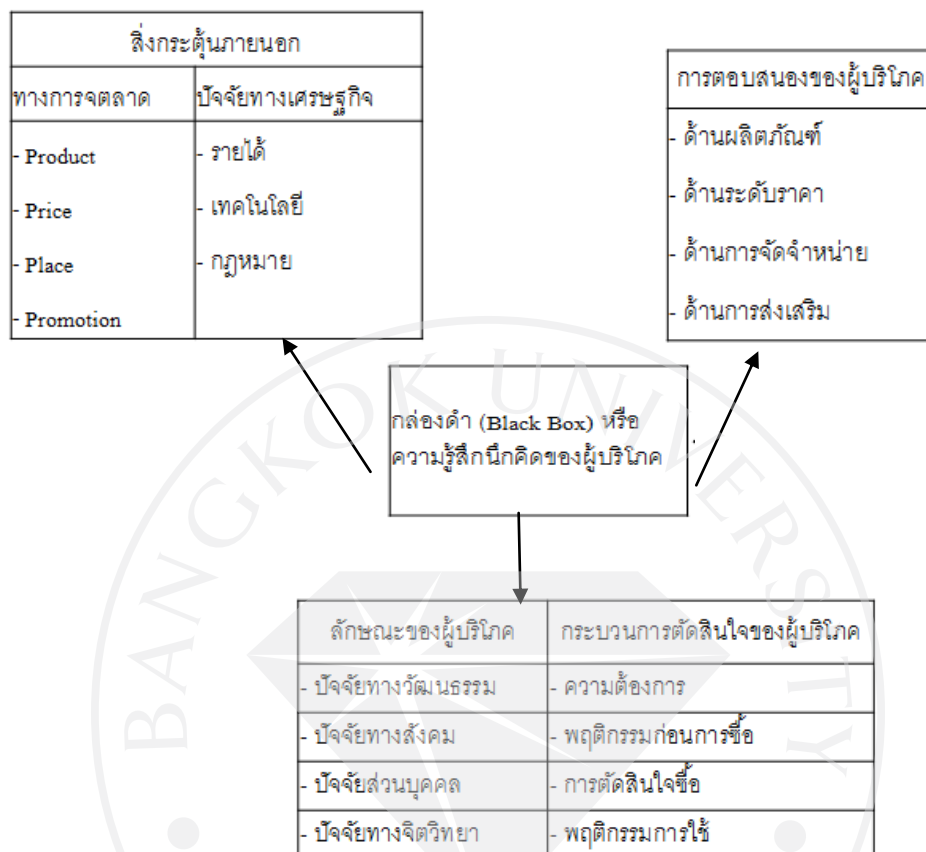 สิ่งกระตุ้นภายนอก
ทางการจตลาด ปัจจัยทางเศรษฐกิจ
- Product - รายได้
- Price - เทคโนโลยี
- Place - กฎหมาย
- Promotion
การตอบสนองของผู้บริโภค
- ด้านผลิตภัณฑ์
- ด้านระดับราคา
- ด้านการจัดจำหน่าย
- ด้านการส่งเสริม
กล่องดำ (Black Box) หรือ
ความรู้สึกนึกคิดของผู้บริโภค
ลักษณะของผู้บริโภค กระบวนการตัดสินใจของผู้บริโภค
- ปัจจัยทางวัฒนธรรม - ความต้องการ
- ปัจจัยทางสังคม - พฤติกรรมก่อนการซื้อ
- ปัจจัยส่วนบุคคล - การตัดสินใจซื้อ
- ปัจจัยทางจิตวิทยา - พฤติกรรมการใช้
BANGKOK UNIVERSITY